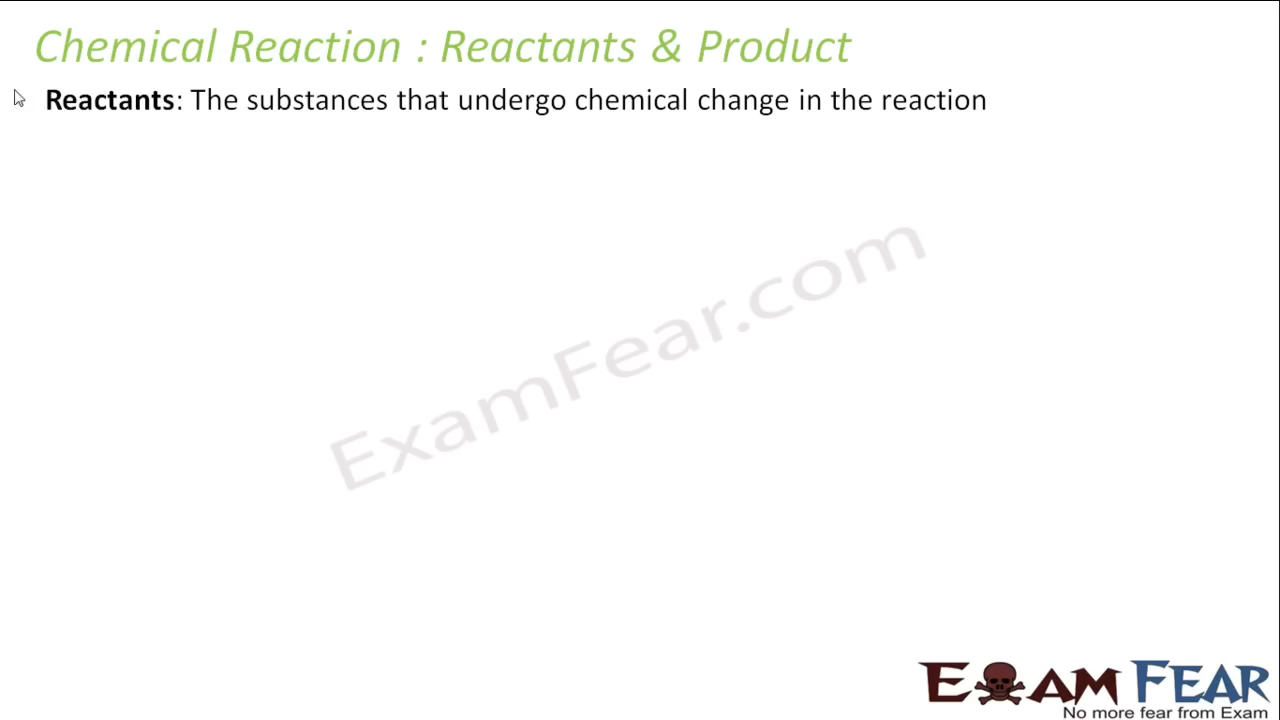 Chemical Reaction : Reactants & Product
Reactants: The substances that undergo chemical change in the reaction
ExamFear.com
EXAM FEAR
No more fear from Exam